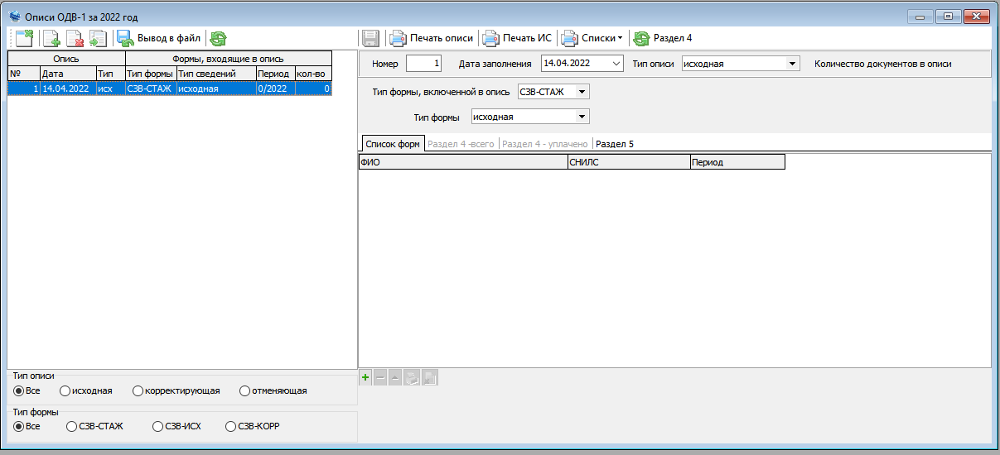 Описи ОДВ-1 за 2022 год
Вывод в файл
Печать описи Печать ИС Списки Раздел 4
Опись Формы, входящие в опись
№ Дата Тип Тип формы Тип сведений Период кол-во
1 14.04.2022 исх СЗВ-СТАЖ исходная 0/2022 0
Номер 1 Дата заполнения 14.04.2022 Тип описи исходная Количество документов в описи
Тип формы, включенной в опись СЗВ-СТАЖ
Тип формы исходная
Список форм Раздел 4 -всего Раздел 4 - уплачено Раздел 5
ФИО СНИЛС Период
Тип описи
Все исходная корректирующая отменяющая
Тип формы
Все СЗВ-СТАЖ СЗВ-ИСХ СЗВ-КОРР